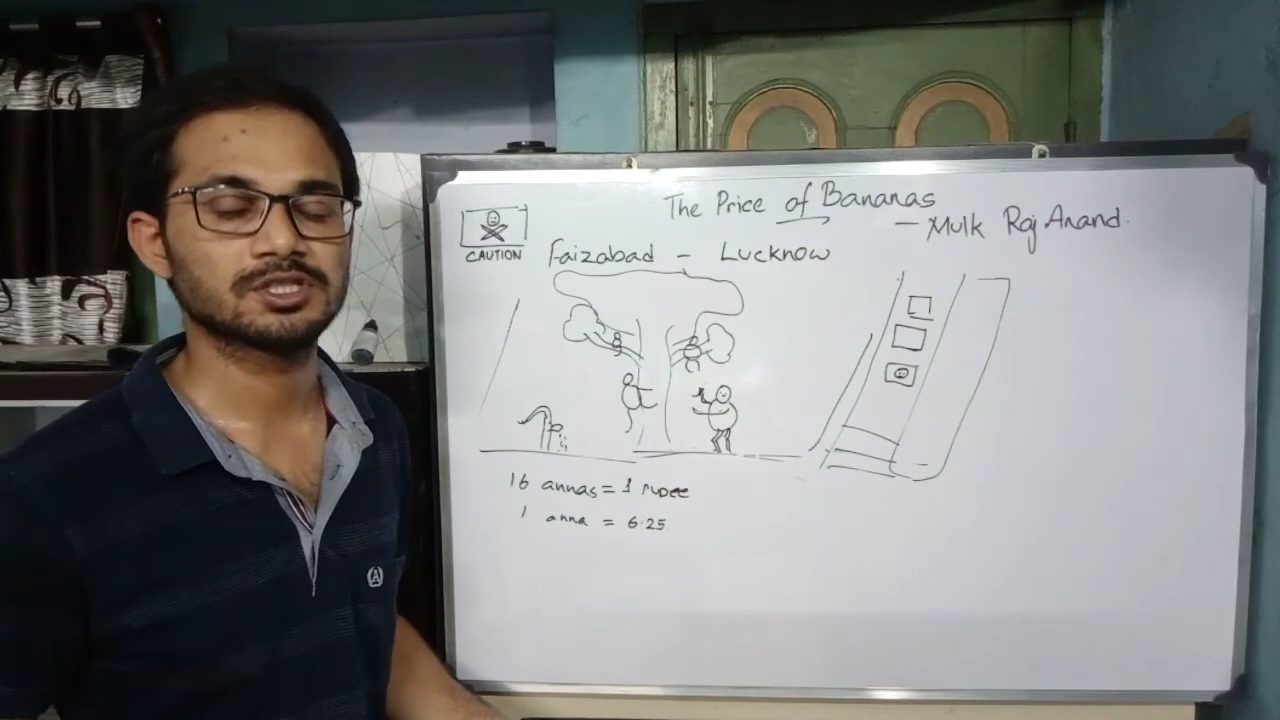 The Price of Bananas
- Mulk Raj Anand.
CAUTION
Faizabad - Lucknow
16 annas = 1 rupee
1 anna = 6.25
A